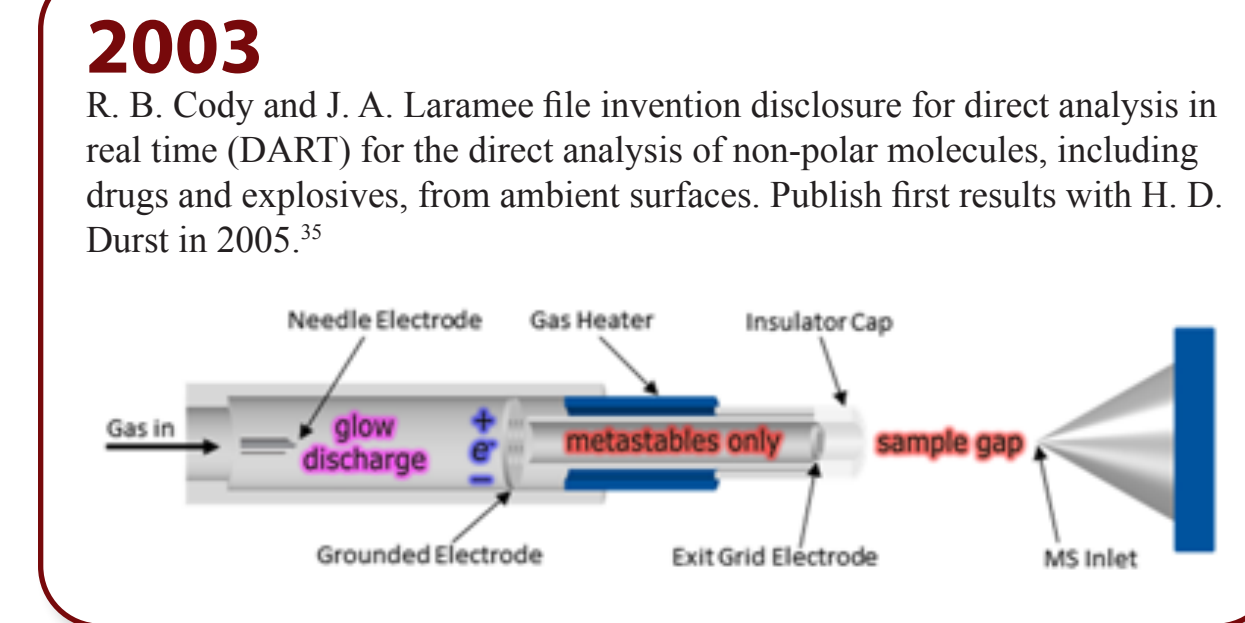 2003
R. B. Cody and J. A. Laramee file invention disclosure for direct analysis in
real time (DART) for the direct analysis of non-polar molecules, including
drugs and explosives, from ambient surfaces. Publish first results with H. D.
Durst in 2005.³⁵
Needle Electrode
Gas Heater
Insulator Cap
Gas in
glow
discharge
+
e⁻
−
metastables only
sample gap
Grounded Electrode
Exit Grid Electrode
MS Inlet